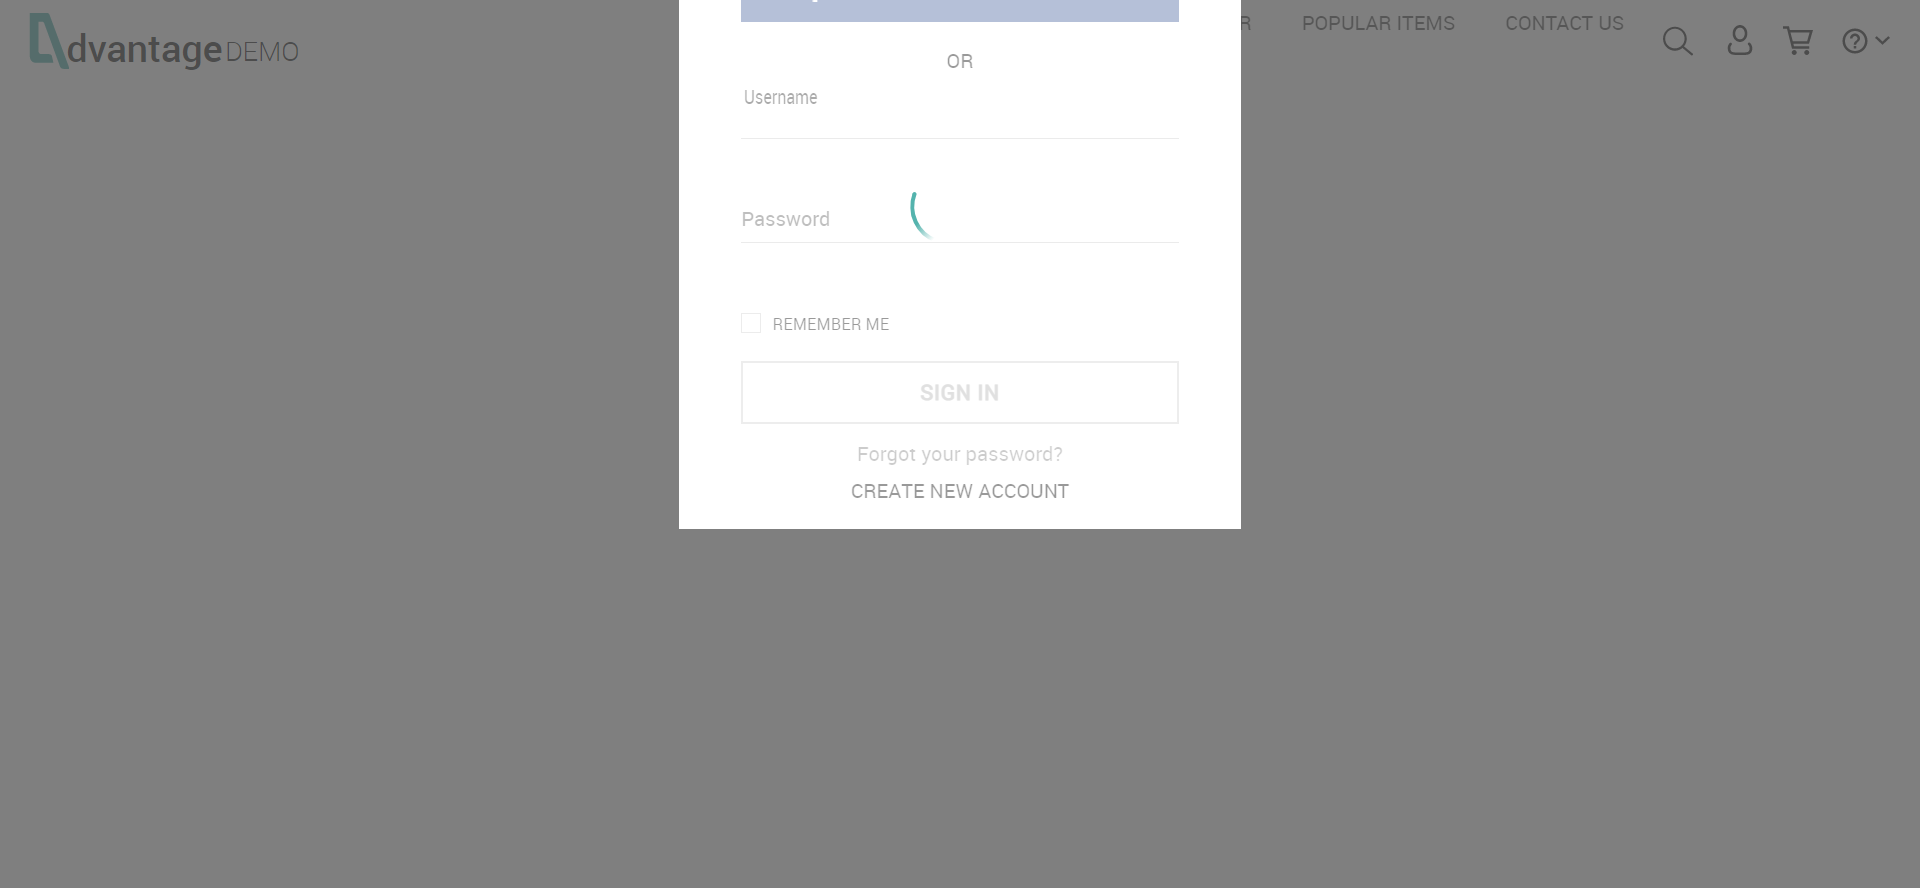 dvantage DEMO
POPULAR ITEMS
CONTACT US
OR
Username
Password
REMEMBER ME
SIGN IN
Forgot your password?
CREATE NEW ACCOUNT